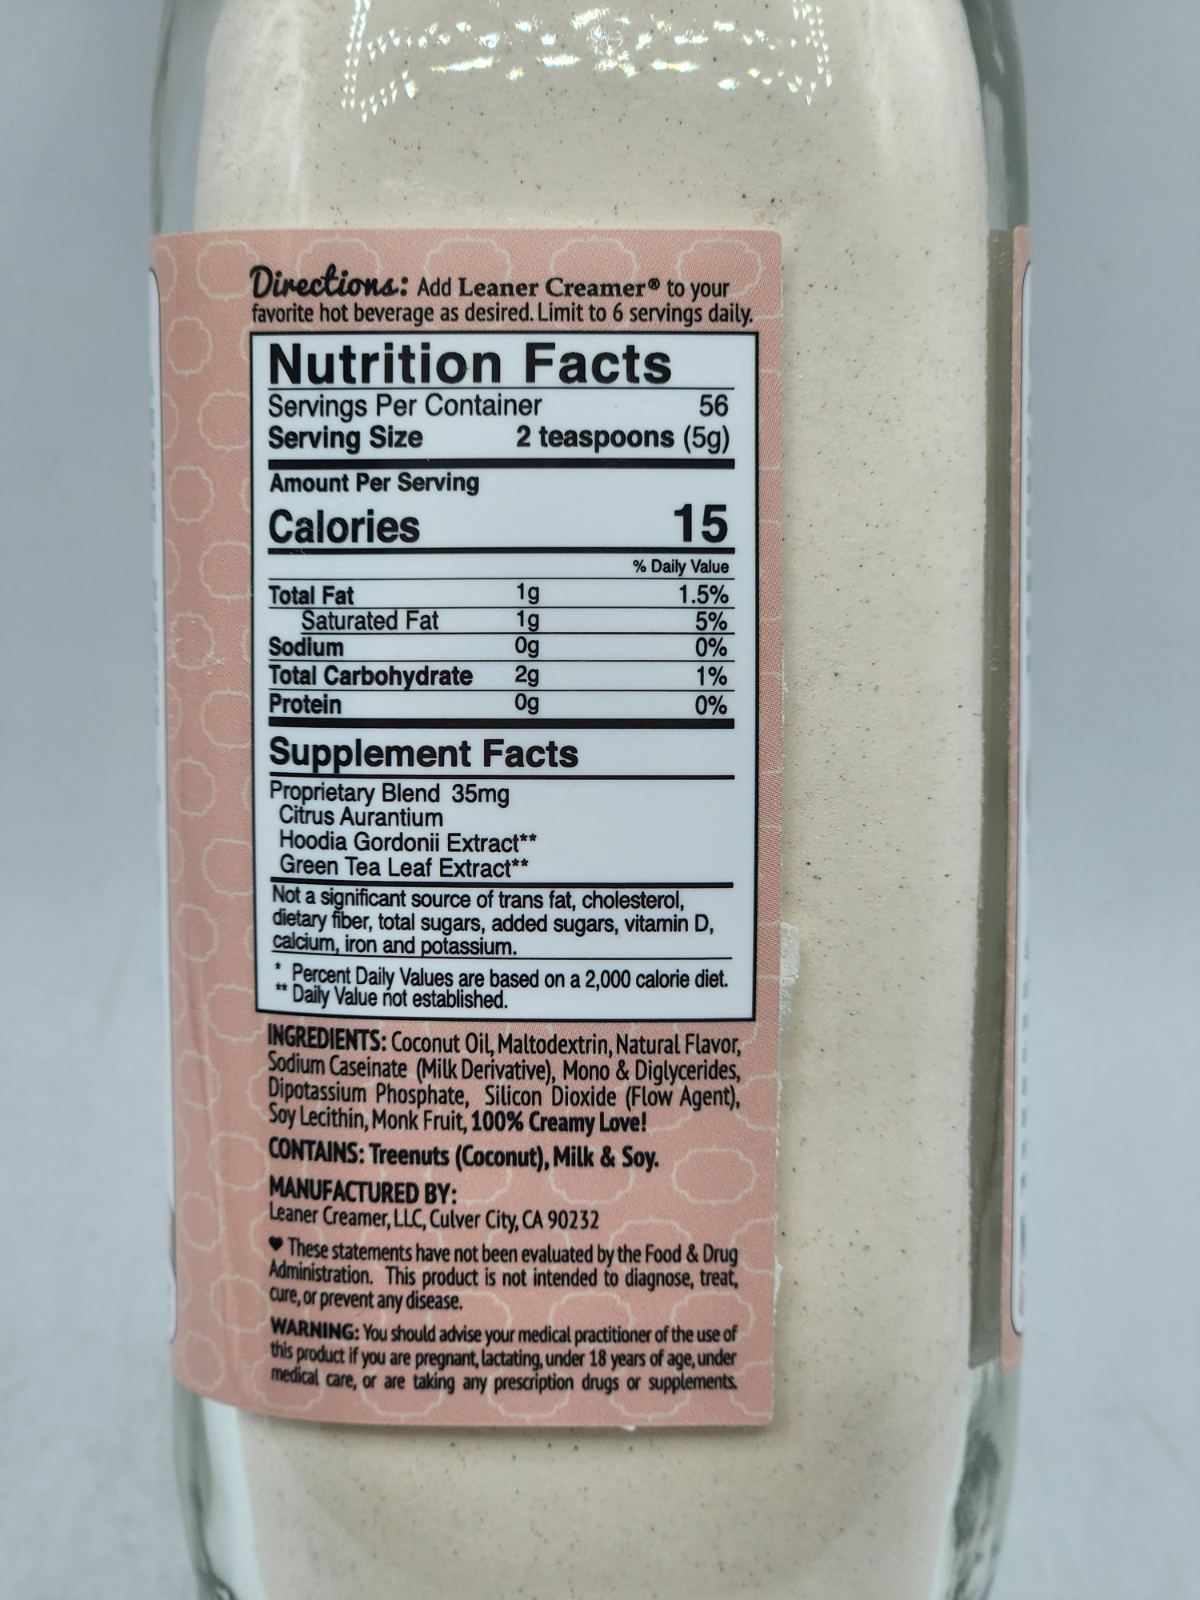 Directions: Add Leaner Creamer® to your
favorite hot beverage as desired. Limit to 6 servings daily.
Nutrition Facts
Servings Per Container 56
Serving Size 2 teaspoons (5g)
Amount Per Serving
Calories 15
% Daily Value
Total Fat 1g 1.5%
Saturated Fat 1g 5%
Sodium 0g 0%
Total Carbohydrate 2g 1%
Protein 0g 0%
Supplement Facts
Proprietary Blend 35mg
Citrus Aurantium
Hoodia Gordonii Extract**
Green Tea Leaf Extract**
Not a significant source of trans fat, cholesterol,
dietary fiber, total sugars, added sugars, vitamin D,
calcium, iron and potassium.
* Percent Daily Values are based on a 2,000 calorie diet.
** Daily Value not established.
INGREDIENTS: Coconut Oil, Maltodextrin, Natural Flavor,
Sodium Caseinate (Milk Derivative), Mono & Diglycerides,
Dipotassium Phosphate, Silicon Dioxide (Flow Agent),
Soy Lecithin, Monk Fruit, 100% Creamy Love!
CONTAINS: Treenuts (Coconut), Milk & Soy.
MANUFACTURED BY:
Leaner Creamer, LLC, Culver City, CA 90232
♥ These statements have not been evaluated by the Food & Drug
Administration. This product is not intended to diagnose, treat,
cure, or prevent any disease.
WARNING: You should advise your medical practitioner of the use of
this product if you are pregnant, lactating, under 18 years of age, under
medical care, or are taking any prescription drugs or supplements.